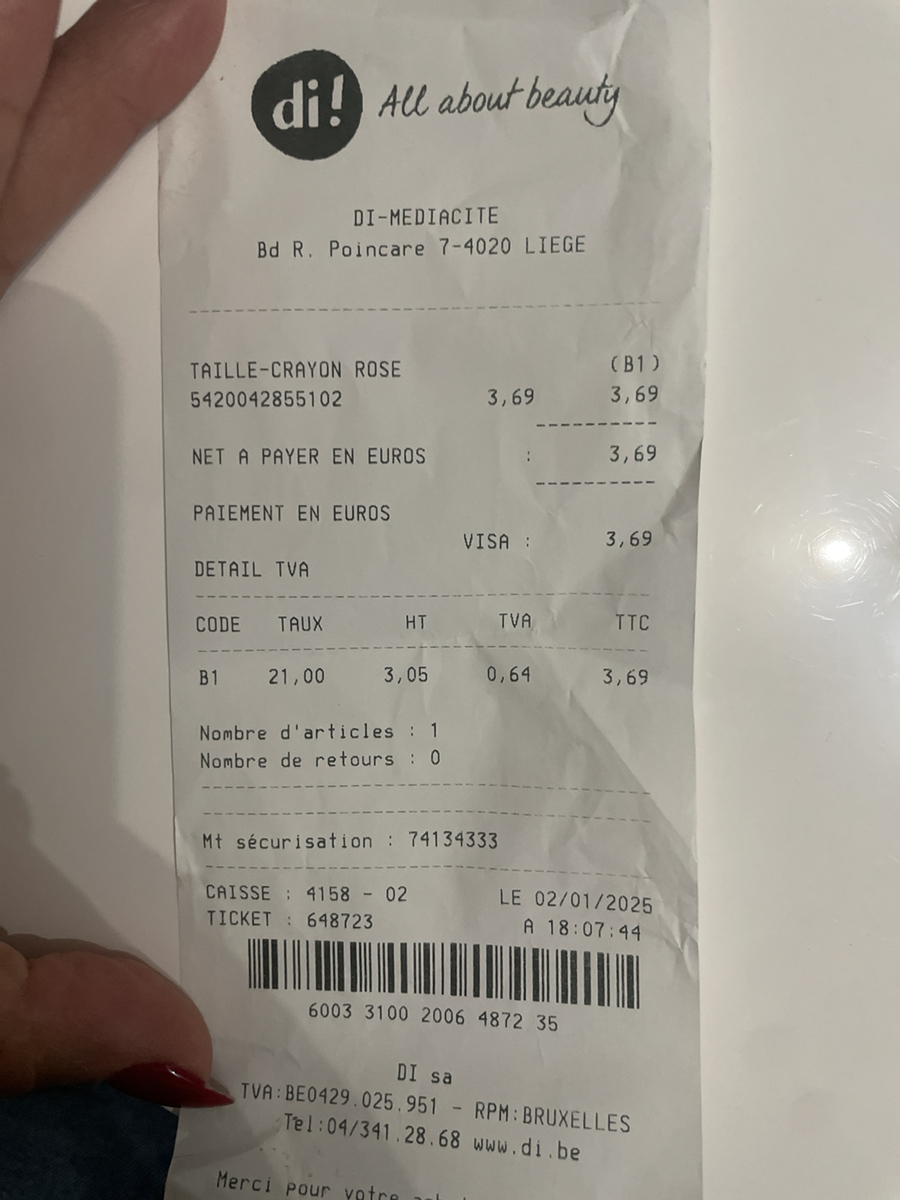 di! All about beauty
DI-MEDIACITE
Bd R. Poincare 7-4020 LIEGE
TAILLE-CRAYON ROSE (B1)
5420042855102 3,69 3,69
NET A PAYER EN EUROS : 3,69
PAIEMENT EN EUROS
VISA : 3,69
DETAIL TVA
CODE TAUX HT TVA TTC
B1 21,00 3,05 0,64 3,69
Nombre d'articles : 1
Nombre de retours : 0
Mt sécurisation : 74134333
CAISSE : 4158 - 02 LE 02/01/2025
TICKET : 648723 A 18:07:44
6003 3100 2006 4872 35
DI sa
TVA:BE0429.025.951 - RPM:BRUXELLES
Tel:04/341.28.68 www.di.be
Merci pour votre